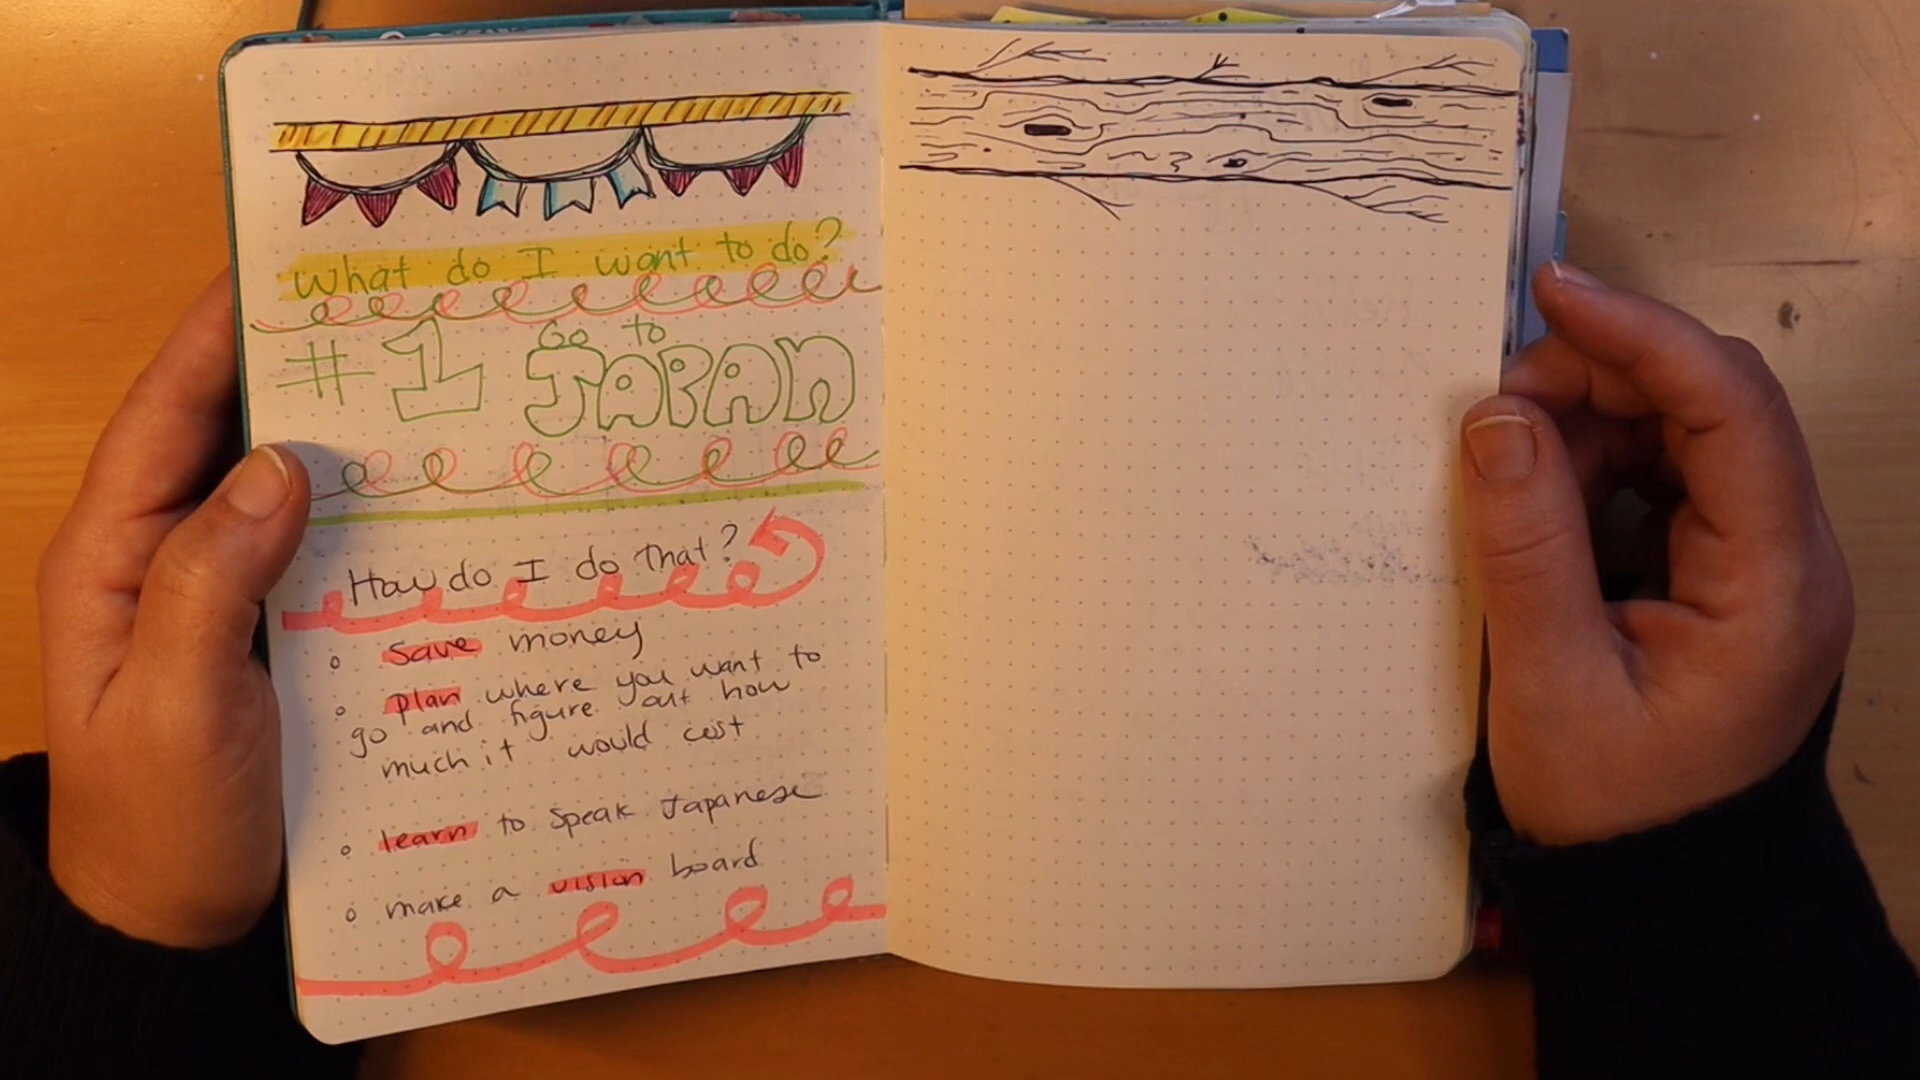 What do I want to do?
#1 Go to JAPAN
How do I do that?
save money
plan where you want to
go and figure out how
much it would cost
learn to speak Japanese
make a vision board